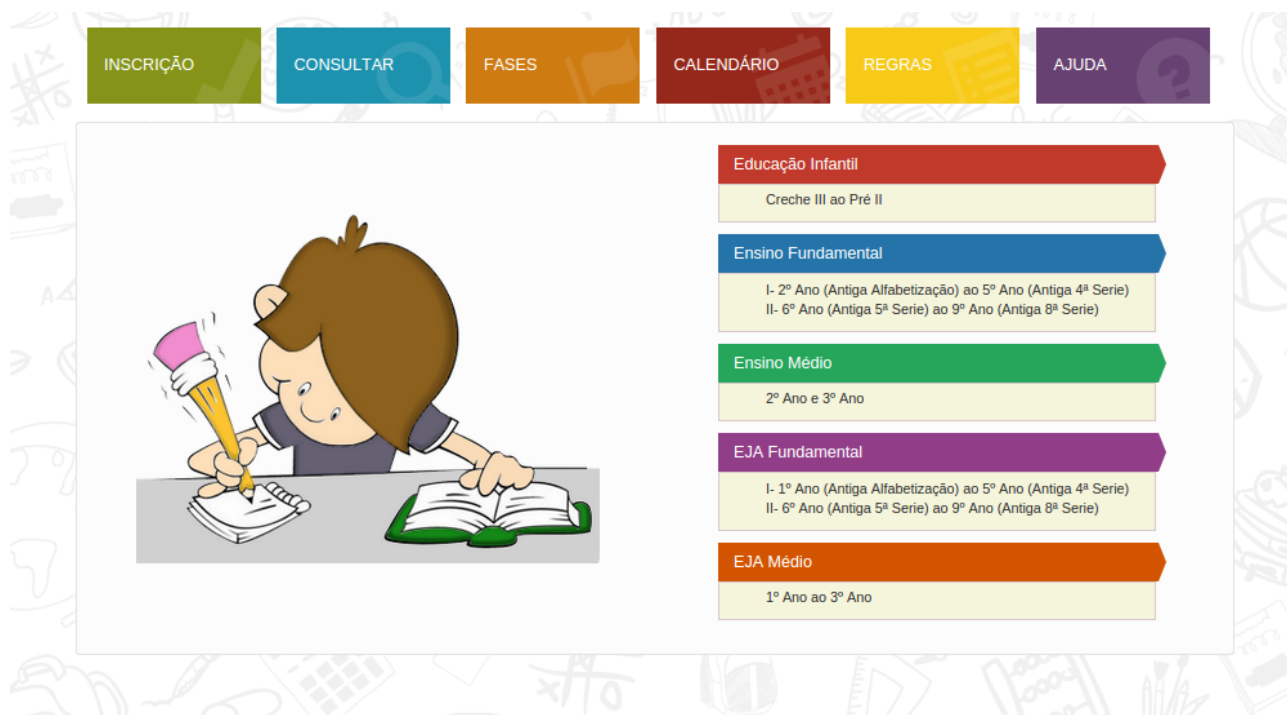 INSCRIÇÃO
CONSULTAR
FASES
CALENDÁRIO
REGRAS
AJUDA
Educação Infantil
Creche III ao Pré II
Ensino Fundamental
I- 2º Ano (Antiga Alfabetização) ao 5º Ano (Antiga 4ª Serie)
II- 6º Ano (Antiga 5ª Serie) ao 9º Ano (Antiga 8ª Serie)
Ensino Médio
2º Ano e 3º Ano
EJA Fundamental
I- 1º Ano (Antiga Alfabetização) ao 5º Ano (Antiga 4ª Serie)
II- 6º Ano (Antiga 5ª Serie) ao 9º Ano (Antiga 8ª Serie)
EJA Médio
1º Ano ao 3º Ano